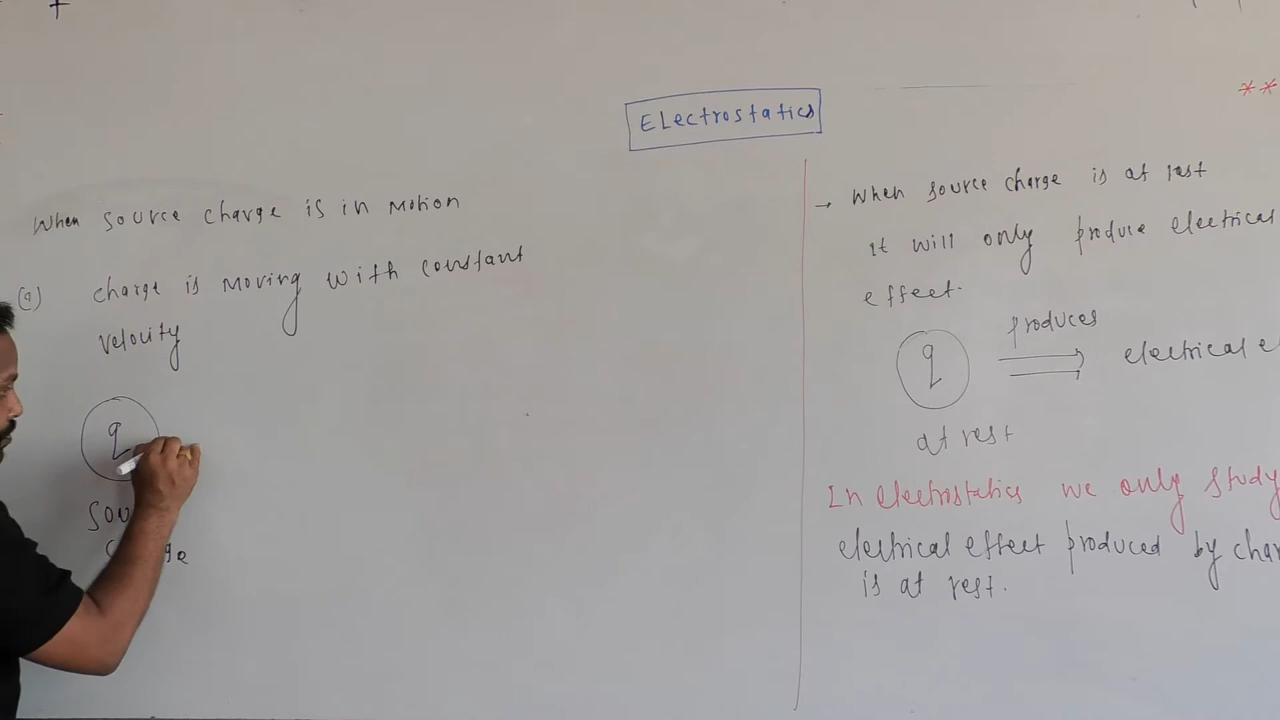 +
**
Electrostatics
When source charge is in Motion
(a) charge is moving with constant
velocity
q
→ When source charge is at rest
it will only produce electrical
effect.
q produces electrical e
at rest
In electrostatics we only study
electrical effect produced by char
is at rest.